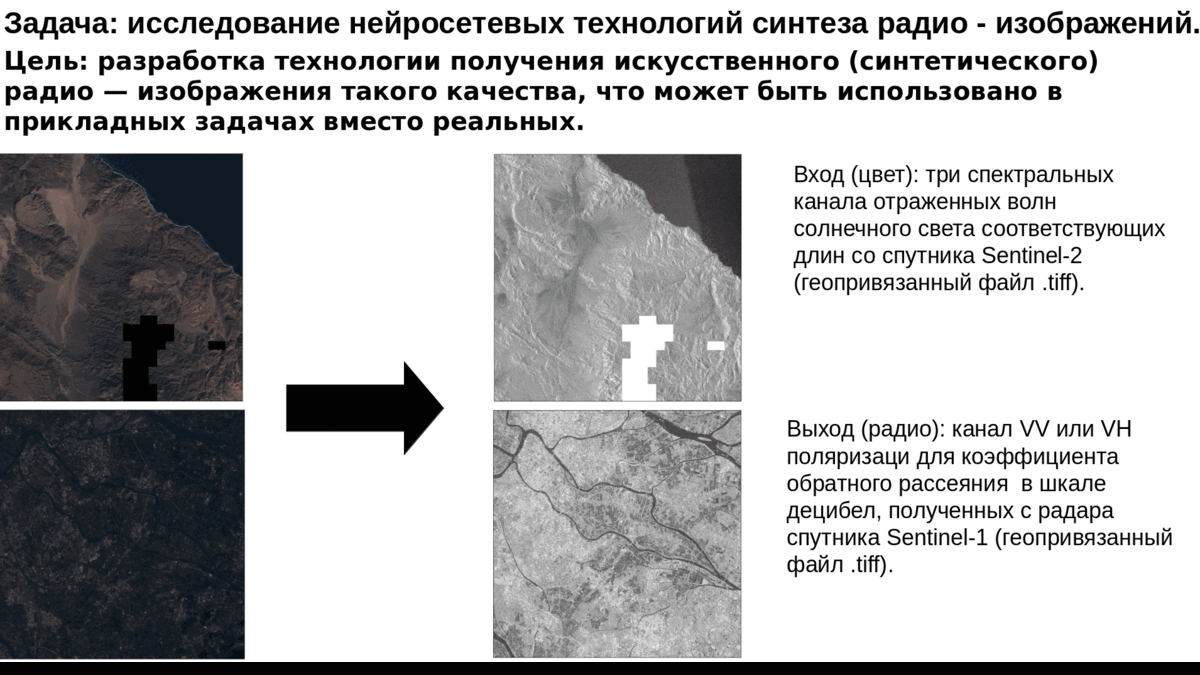 Задача: исследование нейросетевых технологий синтеза радио - изображений.
Цель: разработка технологии получения искусственного (синтетического)
радио — изображения такого качества, что может быть использовано в
прикладных задачах вместо реальных.
Вход (цвет): три спектральных
канала отраженных волн
солнечного света соответствующих
длин со спутника Sentinel-2
(геопривязанный файл .tiff).
Выход (радио): канал VV или VH
поляризаци для коэффициента
обратного рассеяния  в шкале
децибел, полученных с радара
спутника Sentinel-1 (геопривязанный
файл .tiff).